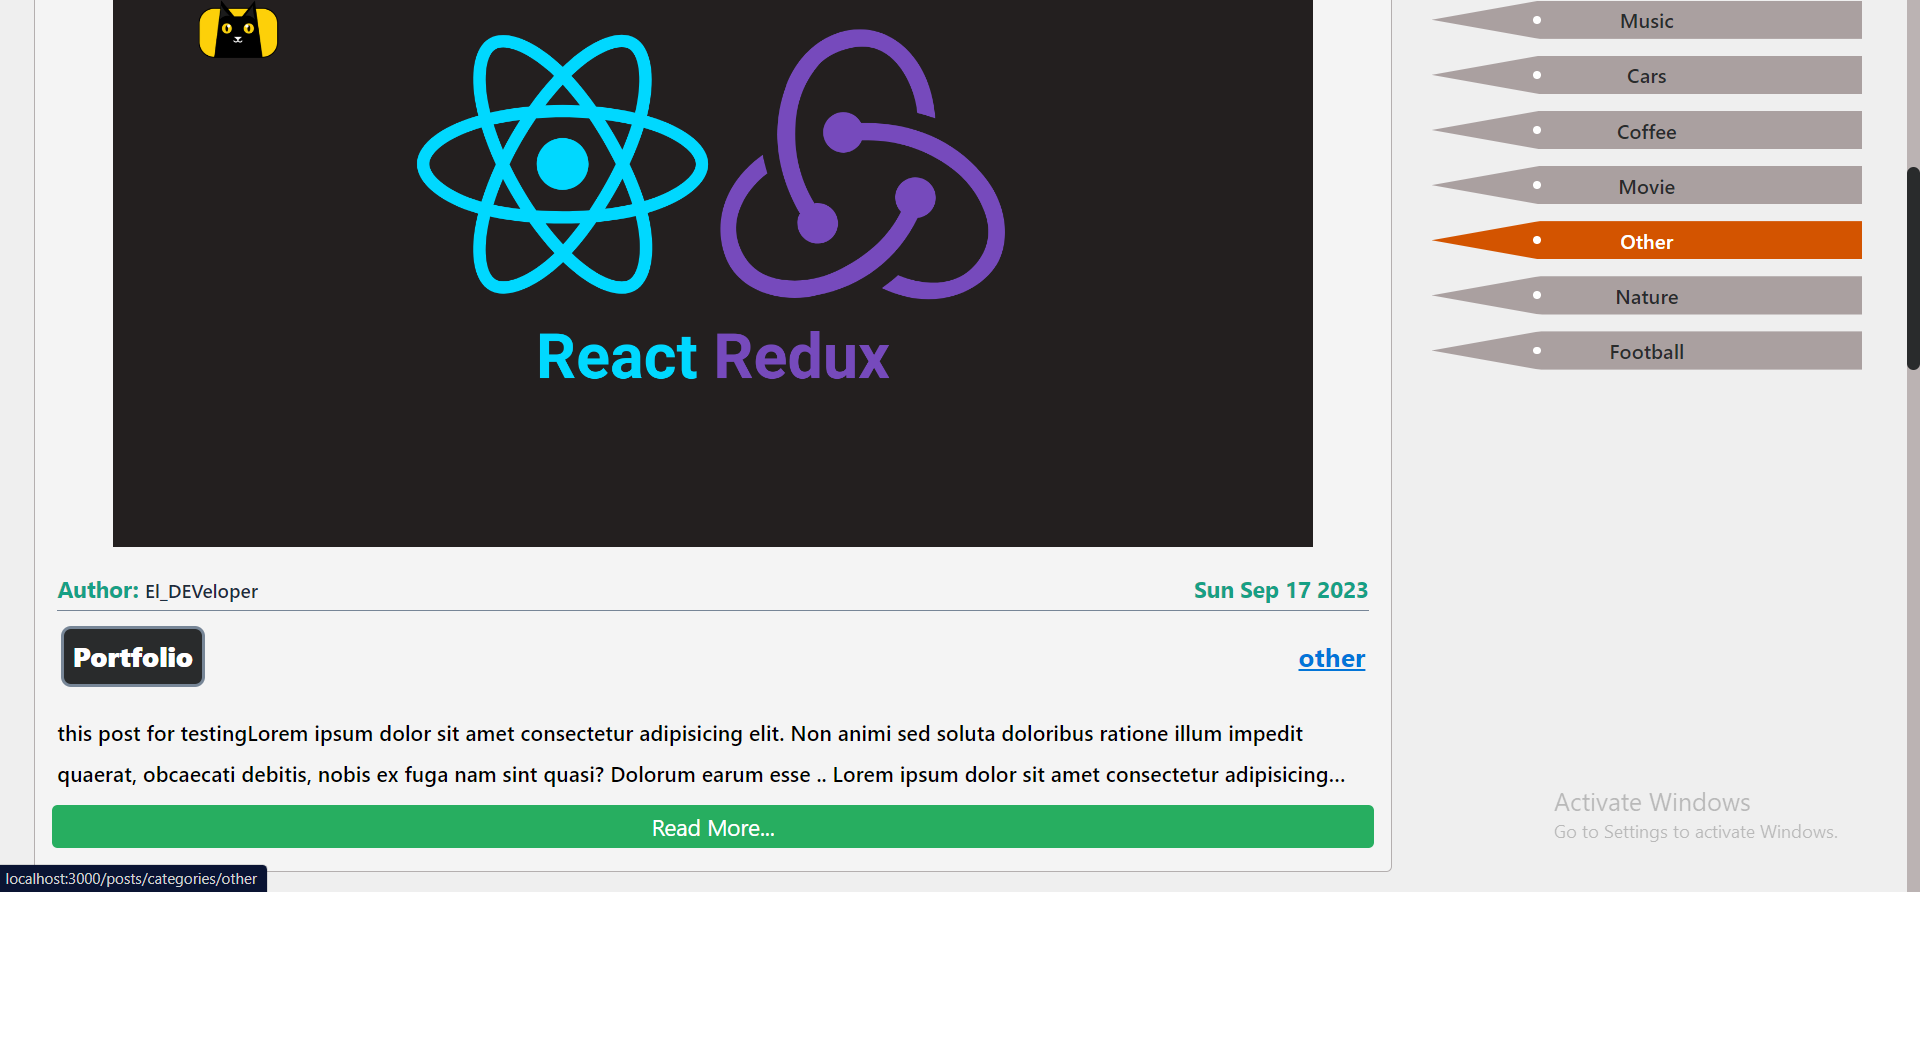 React Redux
Author: El_DEVeloper
Sun Sep 17 2023
Portfolio
other
this post for testingLorem ipsum dolor sit amet consectetur adipisicing elit. Non animi sed soluta doloribus ratione illum impedit
quaerat, obcaecati debitis, nobis ex fuga nam sint quasi? Dolorum earum esse .. Lorem ipsum dolor sit amet consectetur adipisicing...
Read More...
Music
Cars
Coffee
Movie
Other
Nature
Football
Activate Windows
Go to Settings to activate Windows.
localhost:3000/posts/categories/other